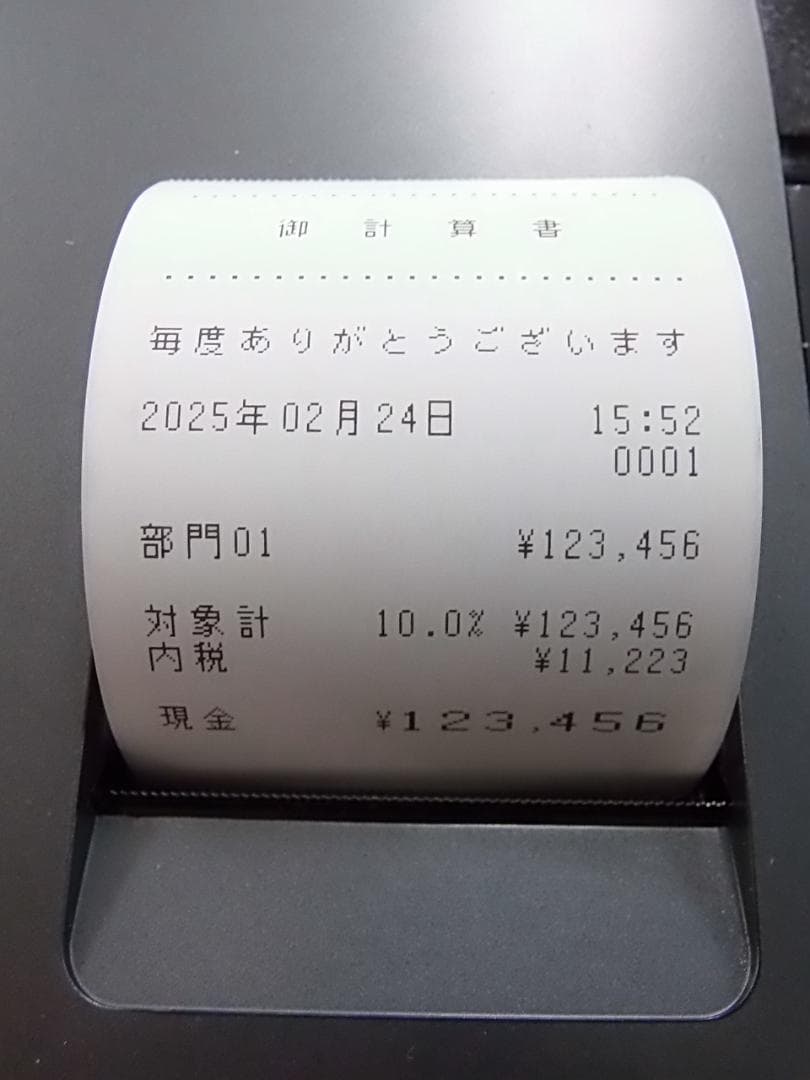 御計算書
毎度ありがとうございます
2025年02月24日 15:52
0001
部門01 ¥123,456
対象計 10.0% ¥123,456
内税 ¥11,223
現金 ¥123,456